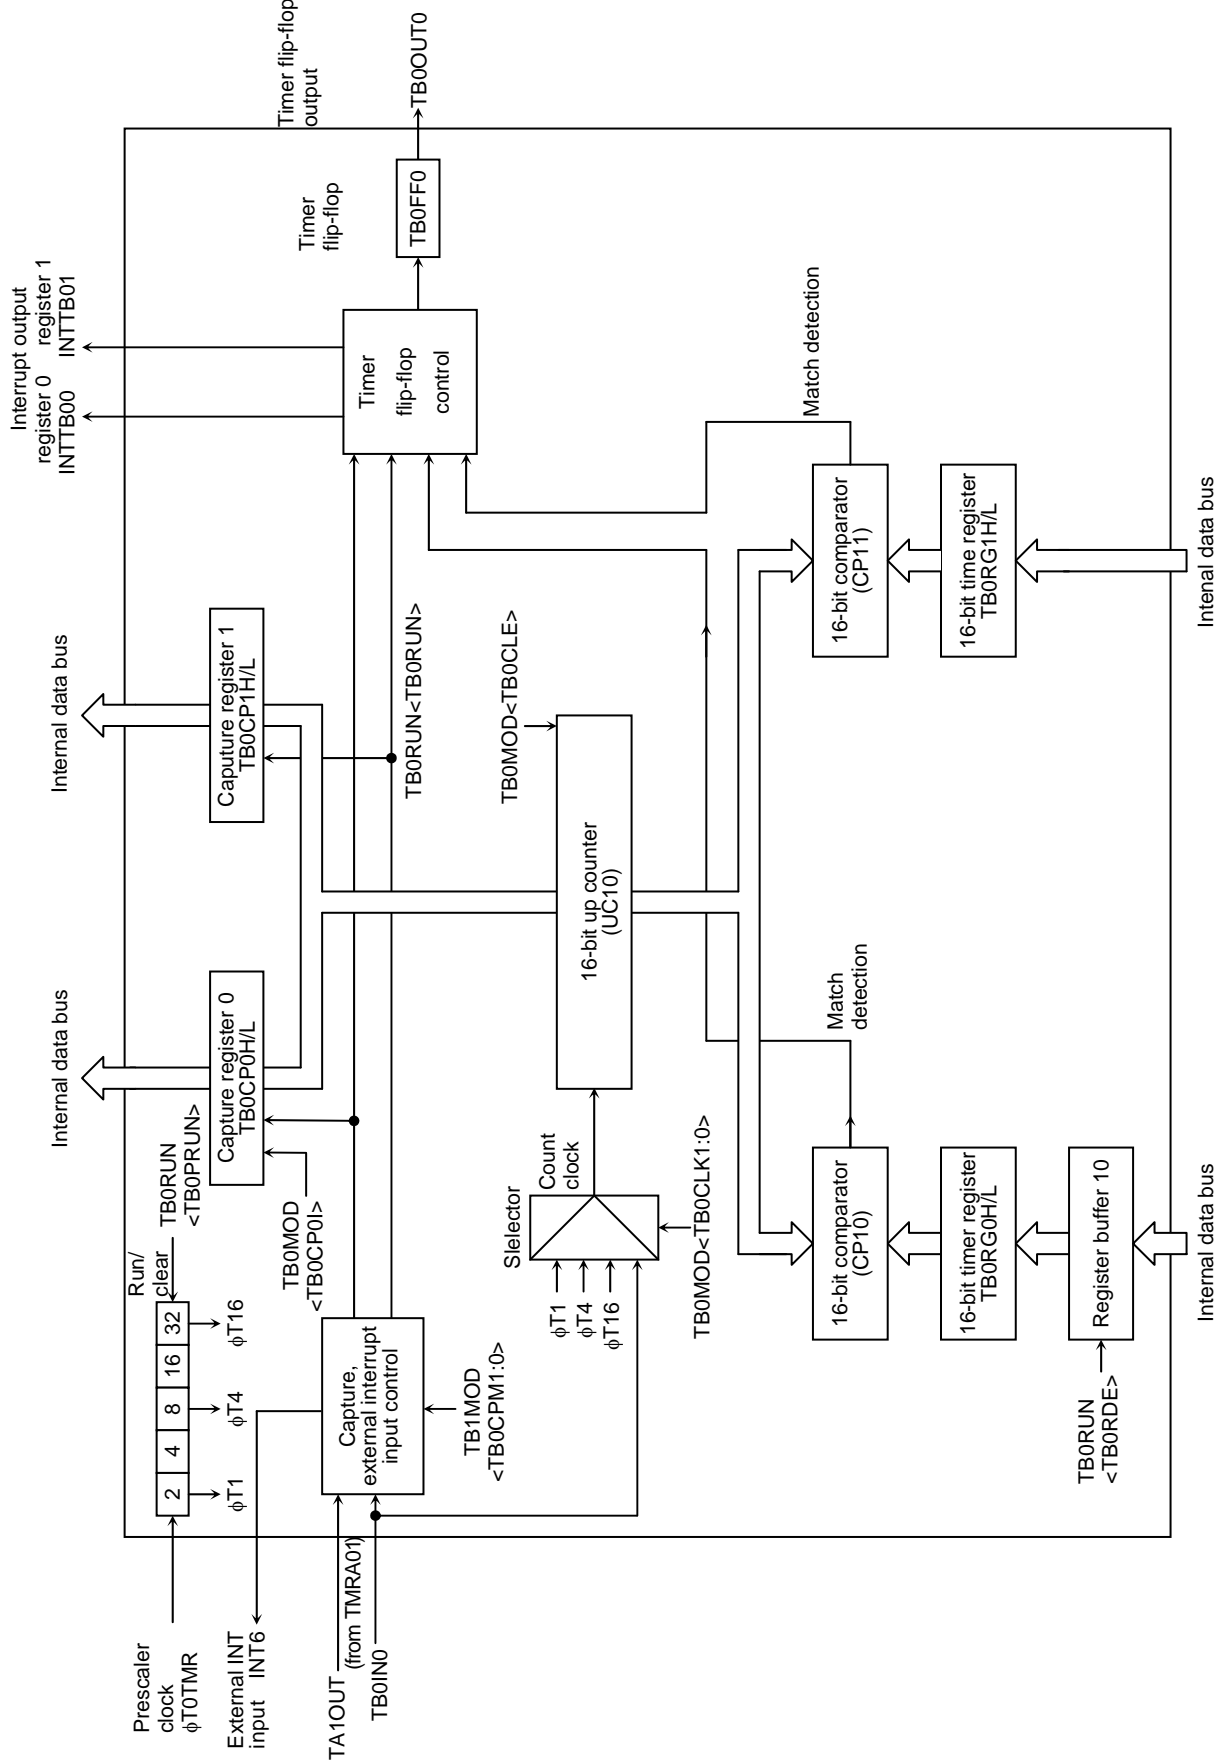 Prescaler
clock
ϕT0TMR
2
4
8
16
32
Run/
clear
TB0RUN
<TB0PRUN>
ϕT1
ϕT4
ϕT16
External INT
input INT6
TA1OUT
(from TMRA01)
TB0IN0
Capture,
external interrupt
input control
TB1MOD
<TB0CPM1:0>
TB0MOD
<TB0CP0I>
Internal data bus
Capture register 0
TB0CP0H/L
Internal data bus
Caputure register 1
TB0CP1H/L
Interrupt output
register 0 register 1
INTTB00 INTTB01
Timer
flip-flop
control
Timer
flip-flop
TB0FF0
Timer flip-flop
output
TB0OUT0
TB0RUN<TB0RUN>
TB0MOD<TB0CLE>
Slelector
ϕT1
ϕT4
ϕT16
Count
clock
TB0MOD<TB0CLK1:0>
16-bit up counter
(UC10)
Match
detection
Match detection
16-bit comparator
(CP10)
16-bit timer register
TB0RG0H/L
Register buffer 10
TB0RUN
<TB0RDE>
Internal data bus
16-bit comparator
(CP11)
16-bit time register
TB0RG1H/L
Intenal data bus